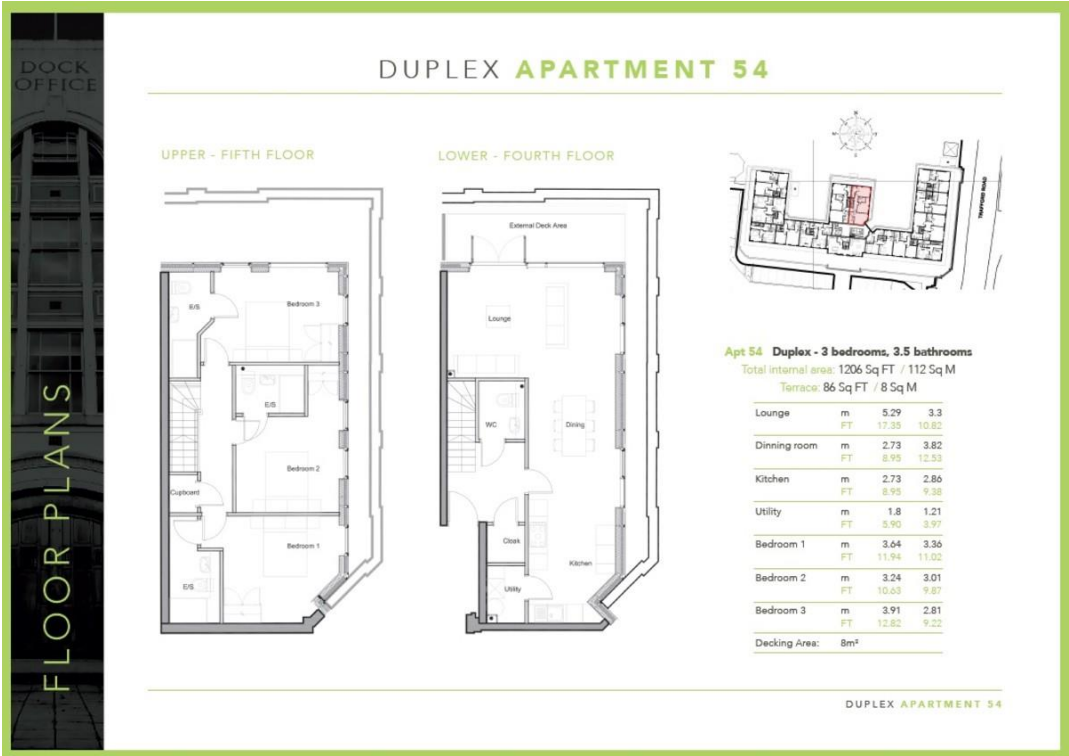 DOCK
OFFICE
FLOOR PLANS
DUPLEX APARTMENT 54
UPPER - FIFTH FLOOR
E/S
Bedroom 3
E/S
Bedroom 2
Cupboard
Bedroom 1
E/S
LOWER - FOURTH FLOOR
External Deck Area
Lounge
WC
Dining
Cloak
Kitchen
Utility
TRAFFORD ROAD
Apt 54 Duplex - 3 bedrooms, 3.5 bathrooms
Total internal area: 1206 Sq FT / 112 Sq M
Terrace: 86 Sq FT / 8 Sq M
Lounge m 5.29 3.3
FT 17.35 10.82
Dinning room m 2.73 3.82
FT 8.95 12.53
Kitchen m 2.73 2.86
FT 8.95 9.38
Utility m 1.8 1.21
FT 5.90 3.97
Bedroom 1 m 3.64 3.36
FT 11.94 11.02
Bedroom 2 m 3.24 3.01
FT 10.63 9.87
Bedroom 3 m 3.91 2.81
FT 12.82 9.22
Decking Area: 8m²
DUPLEX APARTMENT 54